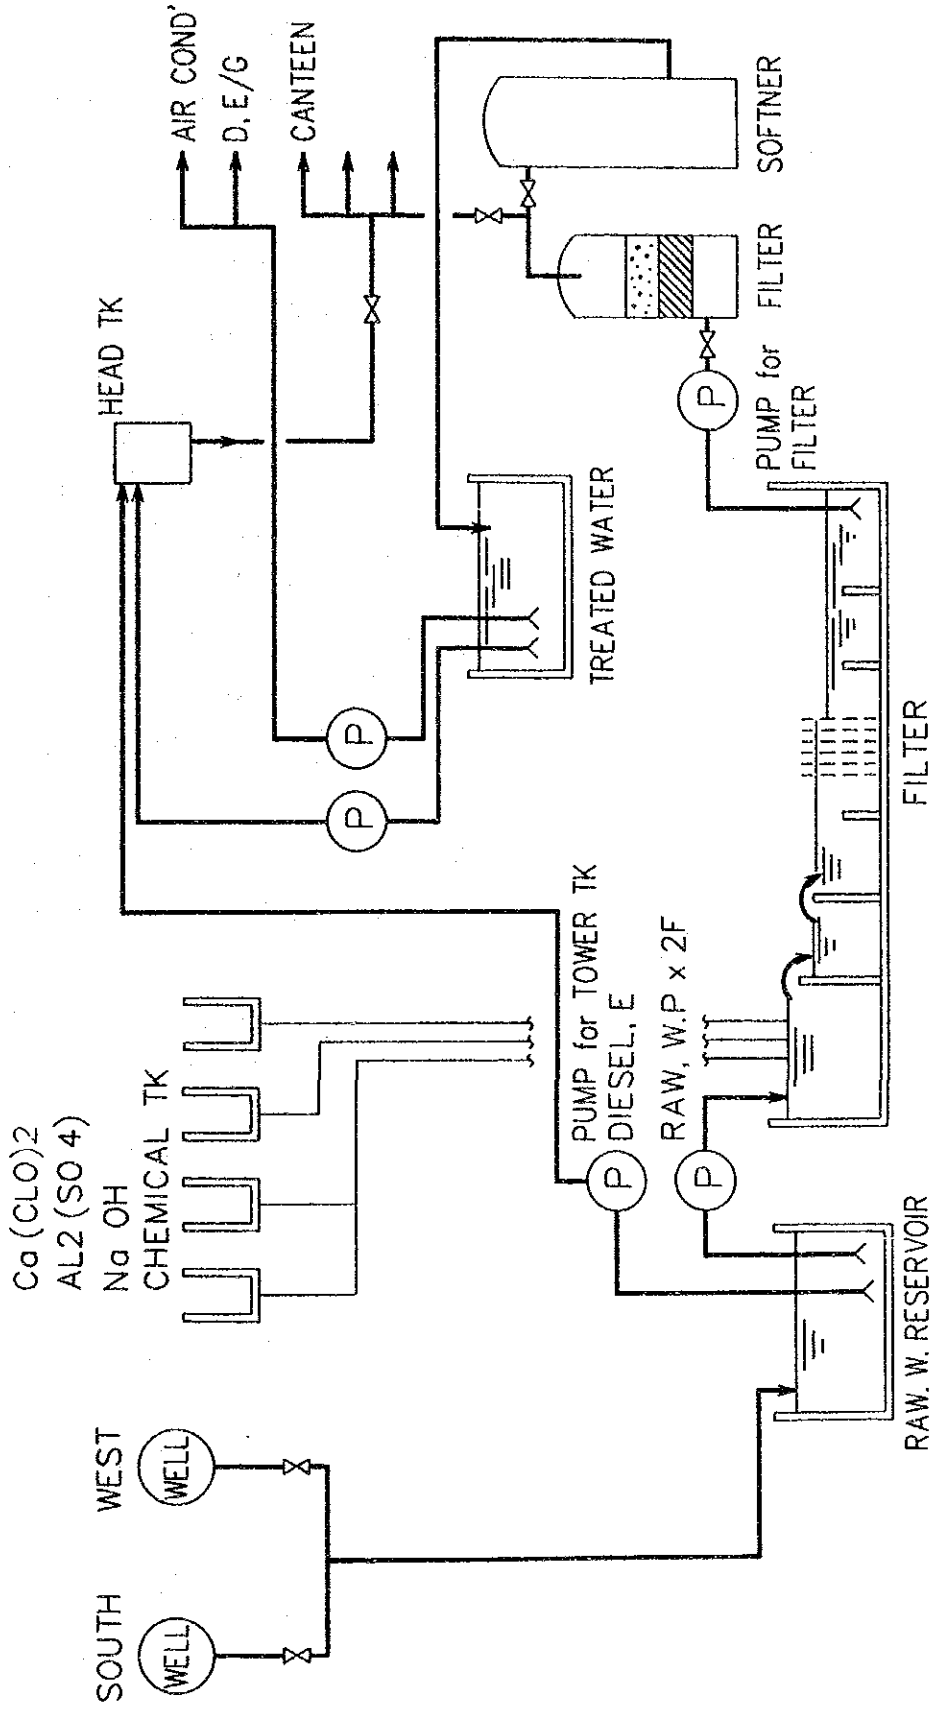 SOUTH
WEST
WELL
WELL
Ca (CLO)2
AL2 (SO 4)
Na OH
CHEMICAL TK
HEAD TK
AIR COND'
D.E/G
CANTEEN
P
P
TREATED WATER
PUMP for TOWER TK
DIESEL, E
P
RAW, W.P x 2F
P
RAW. W. RESERVOIR
FILTER
P
PUMP for
FILTER
FILTER
SOFTNER